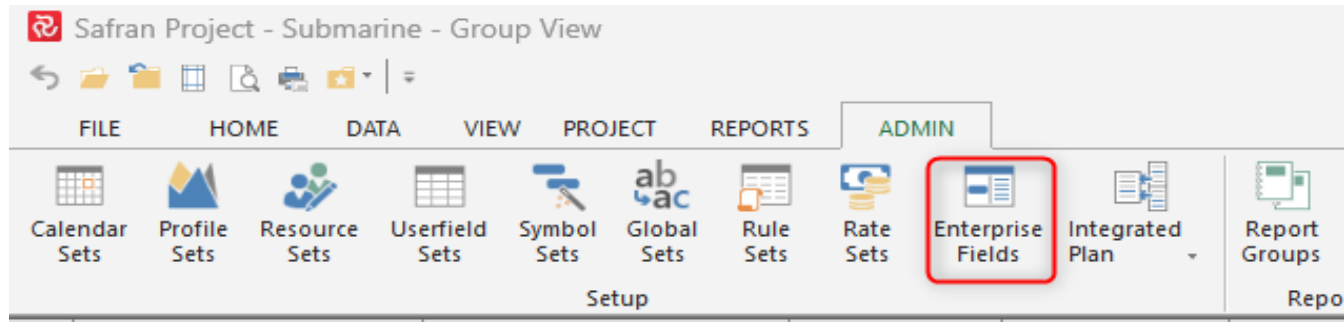 Safran Project - Submarine - Group View
FILE HOME DATA VIEW PROJECT REPORTS ADMIN
ab
ac
Calendar Profile Resource Userfield Symbol Global Rule Rate Enterprise Integrated Report
Sets Sets Sets Sets Sets Sets Sets Sets Fields Plan Groups
Setup Repo